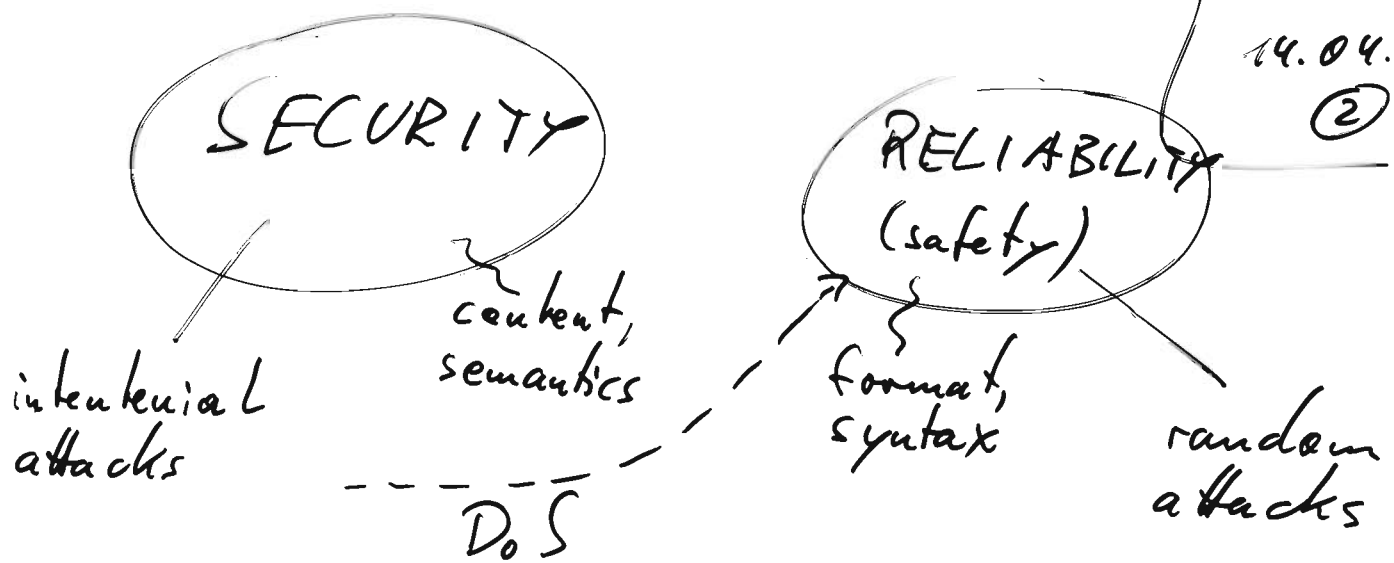 14.04.
2
SECURITY
RELIABILITY
(safety)
content,
semantics
intentenial
attacks
format,
syntax
random
attacks
DoS